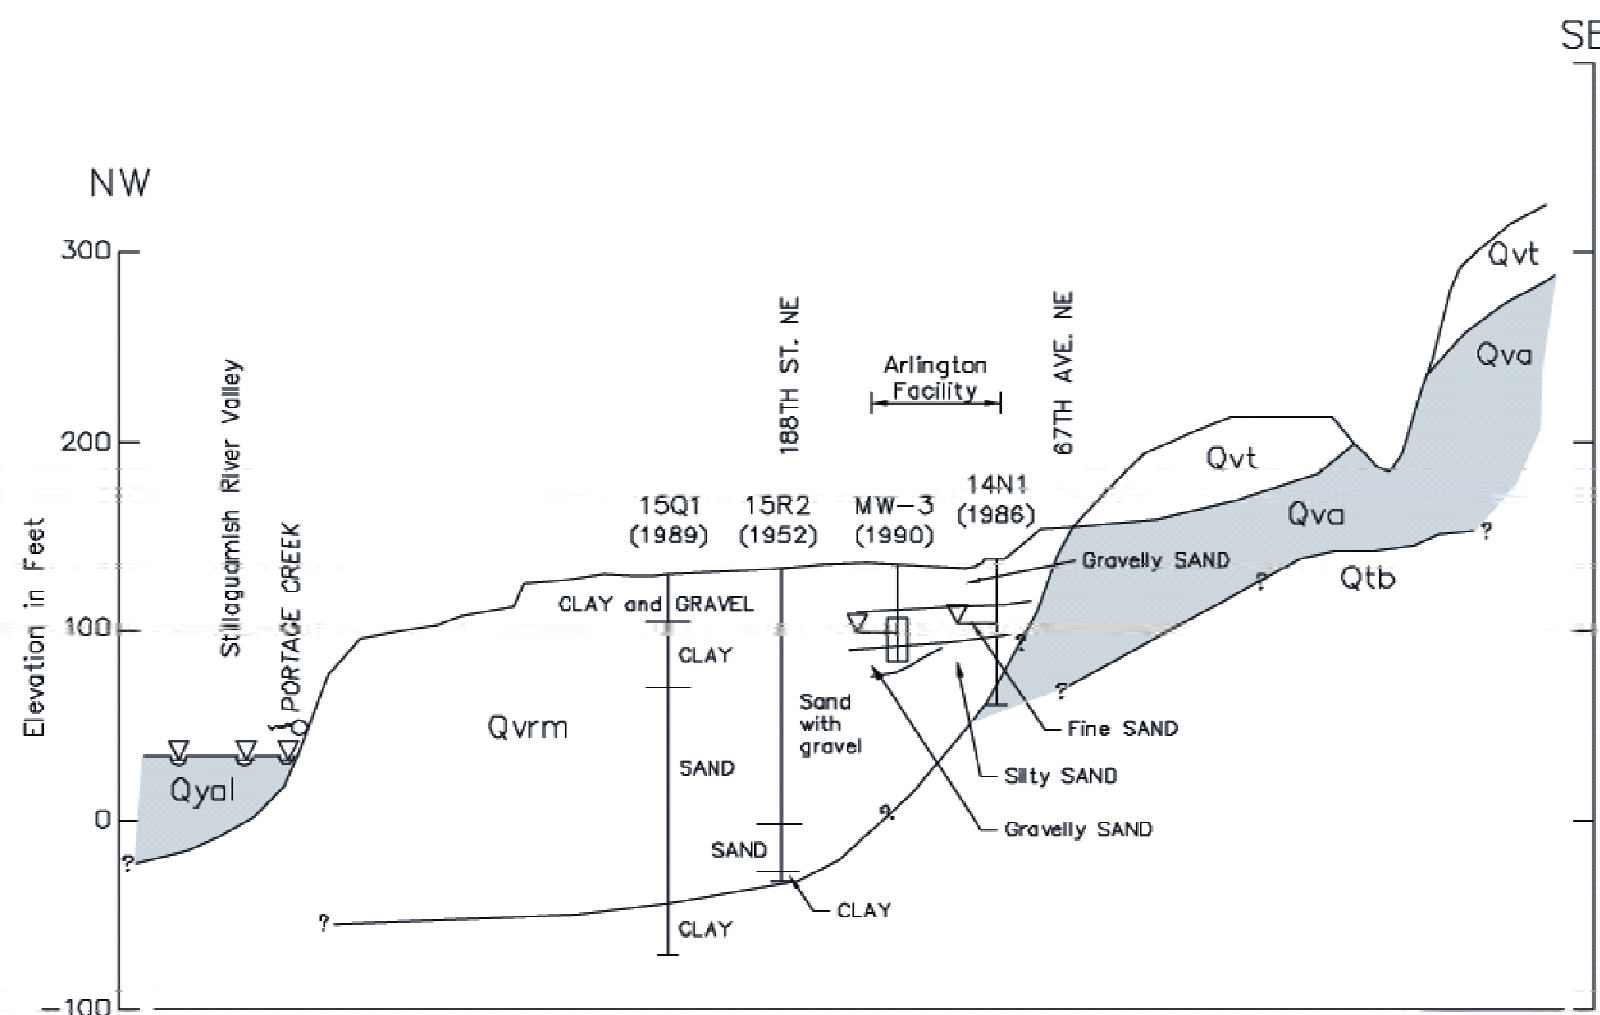 SE
NW
300
200
100
0
-100
Elevation in Feet
Stillaguamish River Valley
PORTAGE CREEK
188TH ST. NE
Arlington
Facility
67TH AVE. NE
15Q1
(1989)
15R2
(1952)
MW-3
(1990)
14N1
(1986)
Qvt
Qva
Qvt
Qva
Qtb
Gravelly SAND
CLAY and GRAVEL
CLAY
Qvrm
Sand
with
gravel
Fine SAND
SAND
Silty SAND
Qyal
Gravelly SAND
SAND
CLAY
CLAY
?
?
?
?
?
?
?